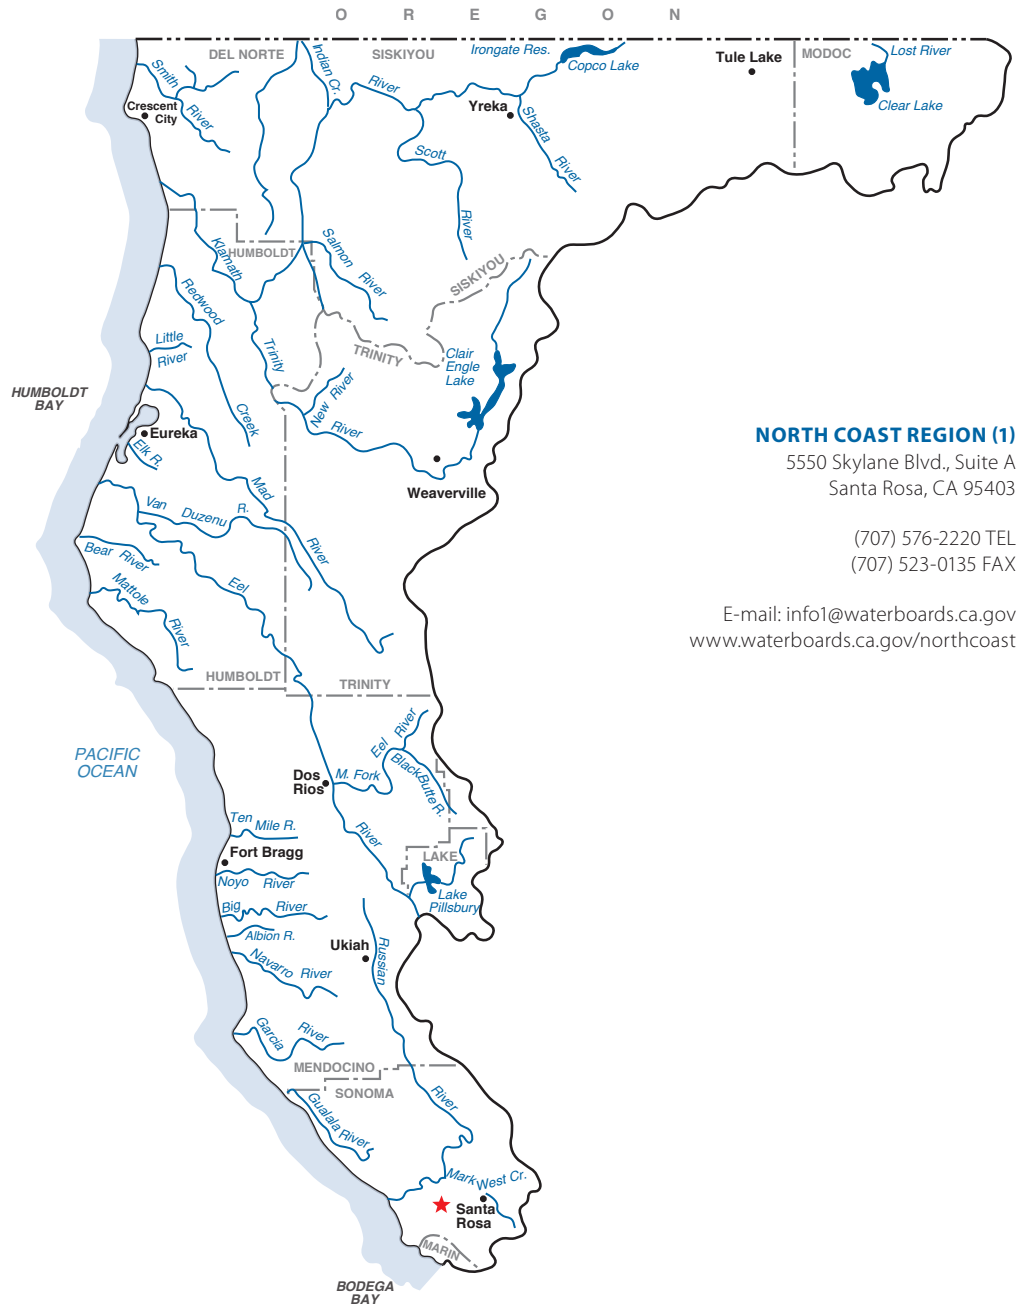 O R E G O N
DEL NORTE
SISKIYOU
Irongate Res.
Copco Lake
Tule Lake
MODOC
Lost River
Clear Lake
Smith
River
Crescent
City
Indian Cr.
River
Yreka
Shasta
River
Scott
River
Klamath
HUMBOLDT
Salmon
River
SISKIYOU
Redwood
Creek
Little
River
Trinity
TRINITY
Clair
Engle
Lake
New River
River
HUMBOLDT
BAY
Eureka
Elk R.
Weaverville
NORTH COAST REGION (1)
5550 Skylane Blvd., Suite A
Santa Rosa, CA 95403
(707) 576-2220 TEL
(707) 523-0135 FAX
E-mail: info1@waterboards.ca.gov
www.waterboards.ca.gov/northcoast
Mad
River
Van Duzenu R.
Bear River
Eel
Mattole
River
HUMBOLDT
TRINITY
PACIFIC
OCEAN
Dos
Rios
M. Fork
Eel River
BlackButte R.
River
Ten
Mile R.
Fort Bragg
LAKE
Lake
Pillsbury
Noyo River
Big River
Albion R.
Ukiah
Russian
Navarro River
Garcia River
MENDOCINO
SONOMA
River
Gualala River
Mark West Cr.
Santa
Rosa
MARIN
BODEGA
BAY